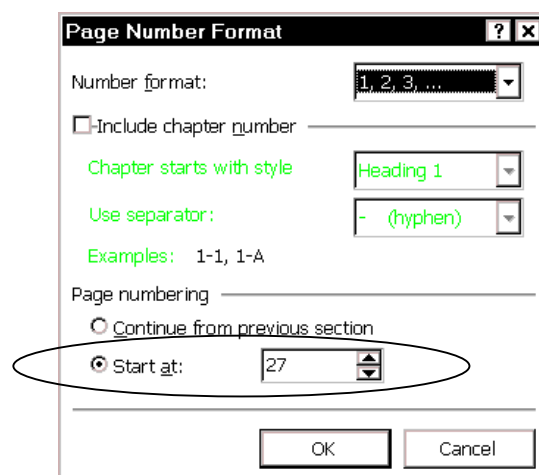 Page Number Format ? x
Number format: 1, 2, 3, ...
Include chapter number
Chapter starts with style Heading 1
Use separator: - (hyphen)
Examples: 1-1, 1-A
Page numbering
Continue from previous section
Start at: 27
OK Cancel